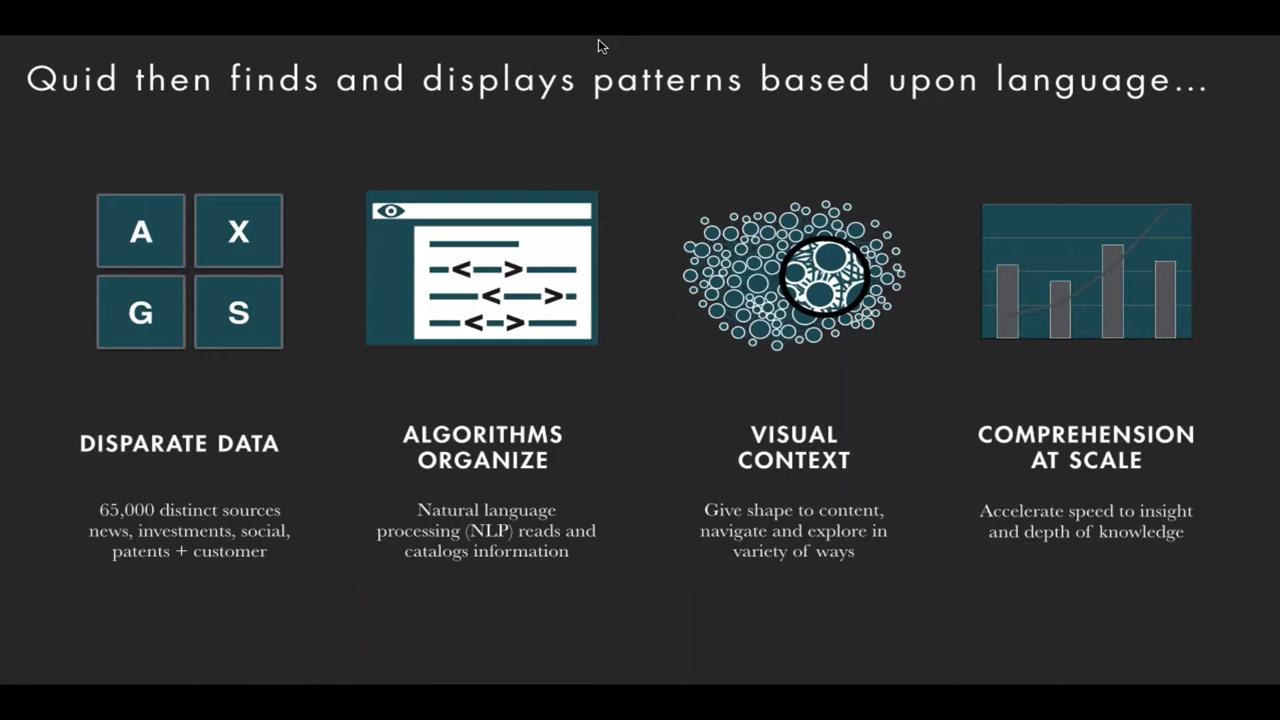 Quid then finds and displays patterns based upon language...
A X
G S
< >
< >
< >
DISPARATE DATA
65,000 distinct sources
news, investments, social,
patents + customer
ALGORITHMS
ORGANIZE
Natural language
processing (NLP) reads and
catalogs information
VISUAL
CONTEXT
Give shape to content,
navigate and explore in
variety of ways
COMPREHENSION
AT SCALE
Accelerate speed to insight
and depth of knowledge